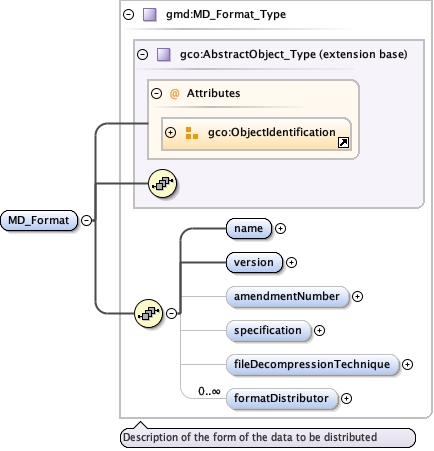 gmd:MD_Format_Type
gco:AbstractObject_Type (extension base)
@ Attributes
gco:ObjectIdentification
MD_Format
name
version
amendmentNumber
specification
fileDecompressionTechnique
0..∞
formatDistributor
Description of the form of the data to be distributed